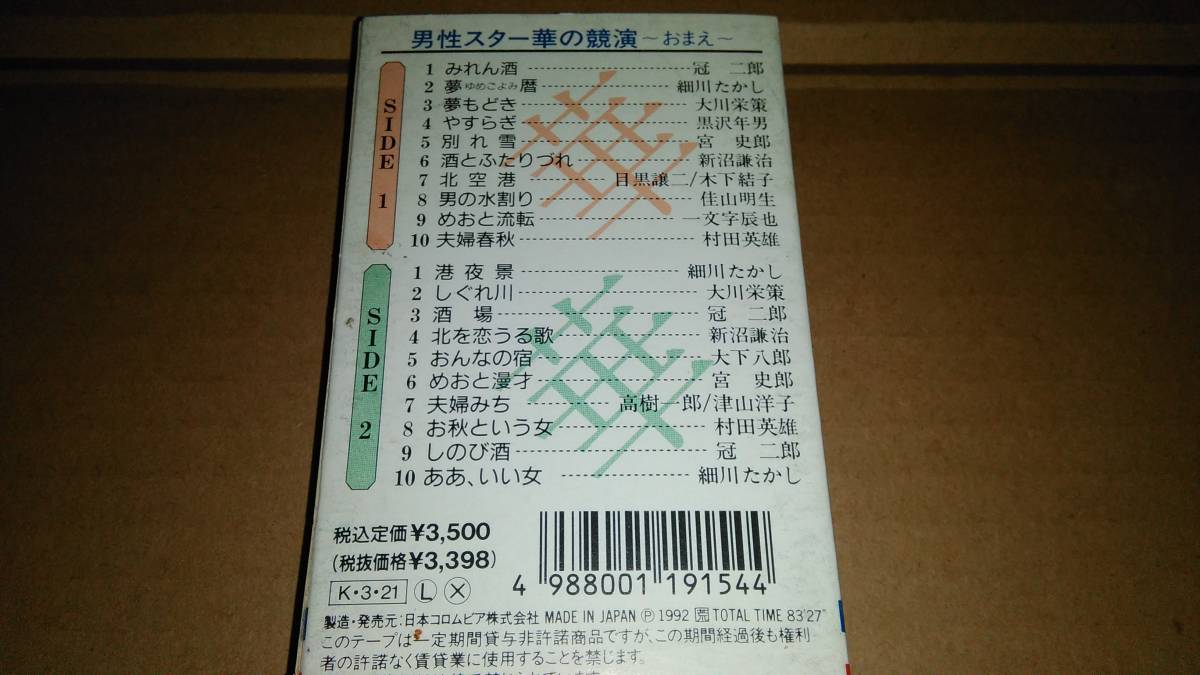 男性スター華の競演～おまえ～
SIDE 1
1 みれん酒 冠 二郎
2 夢ゆめごよみ暦 細川たかし
3 夢もどき 大川栄策
4 やすらぎ 黒沢年男
5 別れ雪 宮 史郎
6 酒とふたりづれ 新沼謙治
7 北空港 目黒譲二/木下結子
8 男の水割り 佳山明生
9 めおと流転 一文字辰也
10 夫婦春秋 村田英雄
SIDE 2
1 港夜景 細川たかし
2 しぐれ川 大川栄策
3 酒場 冠 二郎
4 北を恋うる歌 新沼謙治
5 おんなの宿 大下八郎
6 めおと漫才 宮 史郎
7 夫婦みち 高樹一郎/津山洋子
8 お秋という女 村田英雄
9 しのび酒 冠 二郎
10 ああ、いい女 細川たかし
華
華
税込定価¥3,500
(税抜価格¥3,398)
K・3・21 Ⓛ Ⓧ
4 988001 191544
製造・発売元:日本コロムビア株式会社 MADE IN JAPAN Ⓟ 1992 TOTAL TIME 83'27"
このテープは一定期間貸与非許諾商品ですが、この期間経過後も権利
者の許諾なく賃貸業に使用することを禁じます。